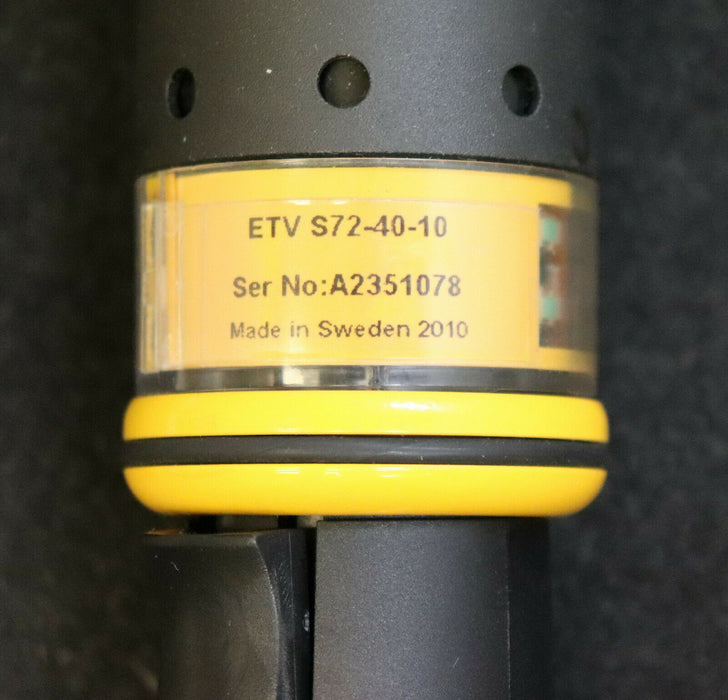 ETV S72-40-10
Ser No:A2351078
Made in Sweden 2010